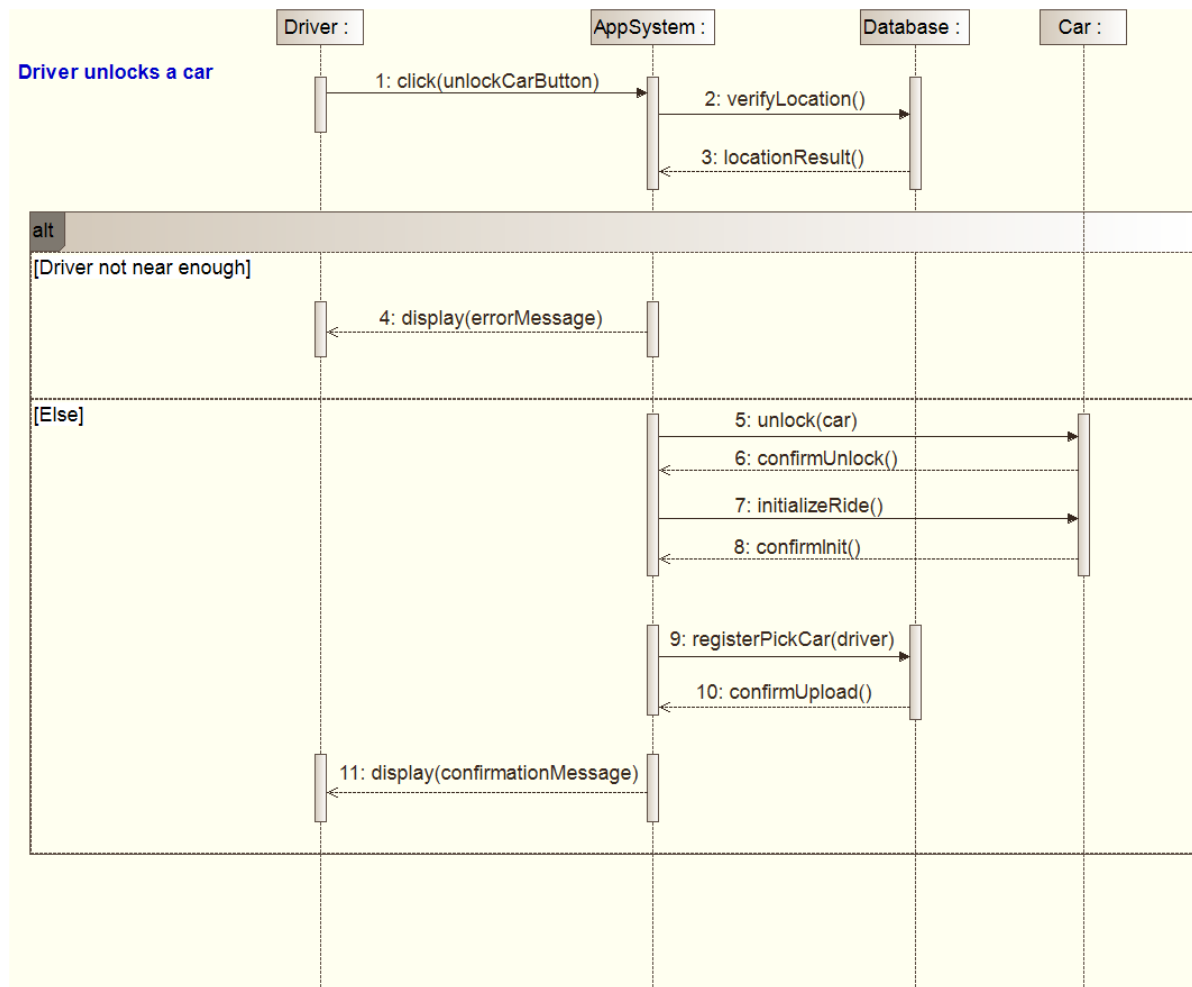 Driver :
AppSystem :
Database :
Car :
Driver unlocks a car
1: click(unlockCarButton)
2: verifyLocation()
3: locationResult()
alt
[Driver not near enough]
4: display(errorMessage)
[Else]
5: unlock(car)
6: confirmUnlock()
7: initializeRide()
8: confirmInit()
9: registerPickCar(driver)
10: confirmUpload()
11: display(confirmationMessage)